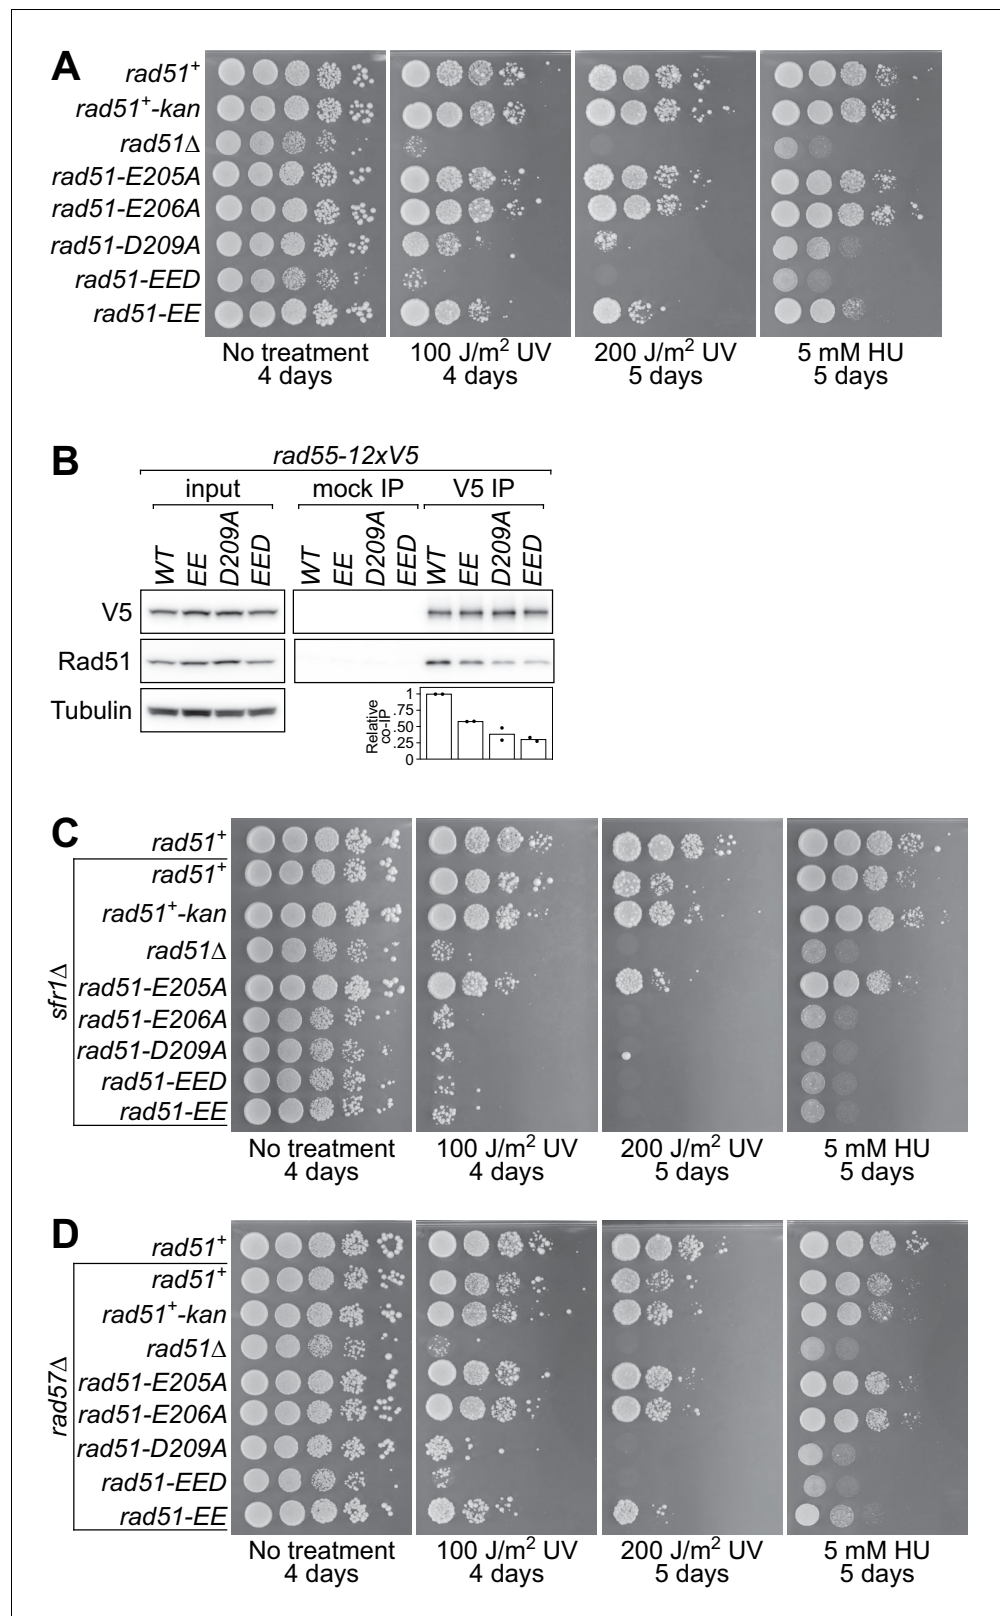 A
rad51⁺
rad51⁺-kan
rad51Δ
rad51-E205A
rad51-E206A
rad51-D209A
rad51-EED
rad51-EE
No treatment
4 days
100 J/m² UV
4 days
200 J/m² UV
5 days
5 mM HU
5 days
B
rad55-12xV5
input
mock IP
V5 IP
WT
EE
D209A
EED
WT
EE
D209A
EED
WT
EE
D209A
EED
V5
Rad51
Tubulin
Relative
co-IP
1
.75
.50
.25
0
C
rad51⁺
sfr1Δ
rad51⁺
rad51⁺-kan
rad51Δ
rad51-E205A
rad51-E206A
rad51-D209A
rad51-EED
rad51-EE
No treatment
4 days
100 J/m² UV
4 days
200 J/m² UV
5 days
5 mM HU
5 days
D
rad51⁺
rad57Δ
rad51⁺
rad51⁺-kan
rad51Δ
rad51-E205A
rad51-E206A
rad51-D209A
rad51-EED
rad51-EE
No treatment
4 days
100 J/m² UV
4 days
200 J/m² UV
5 days
5 mM HU
5 days